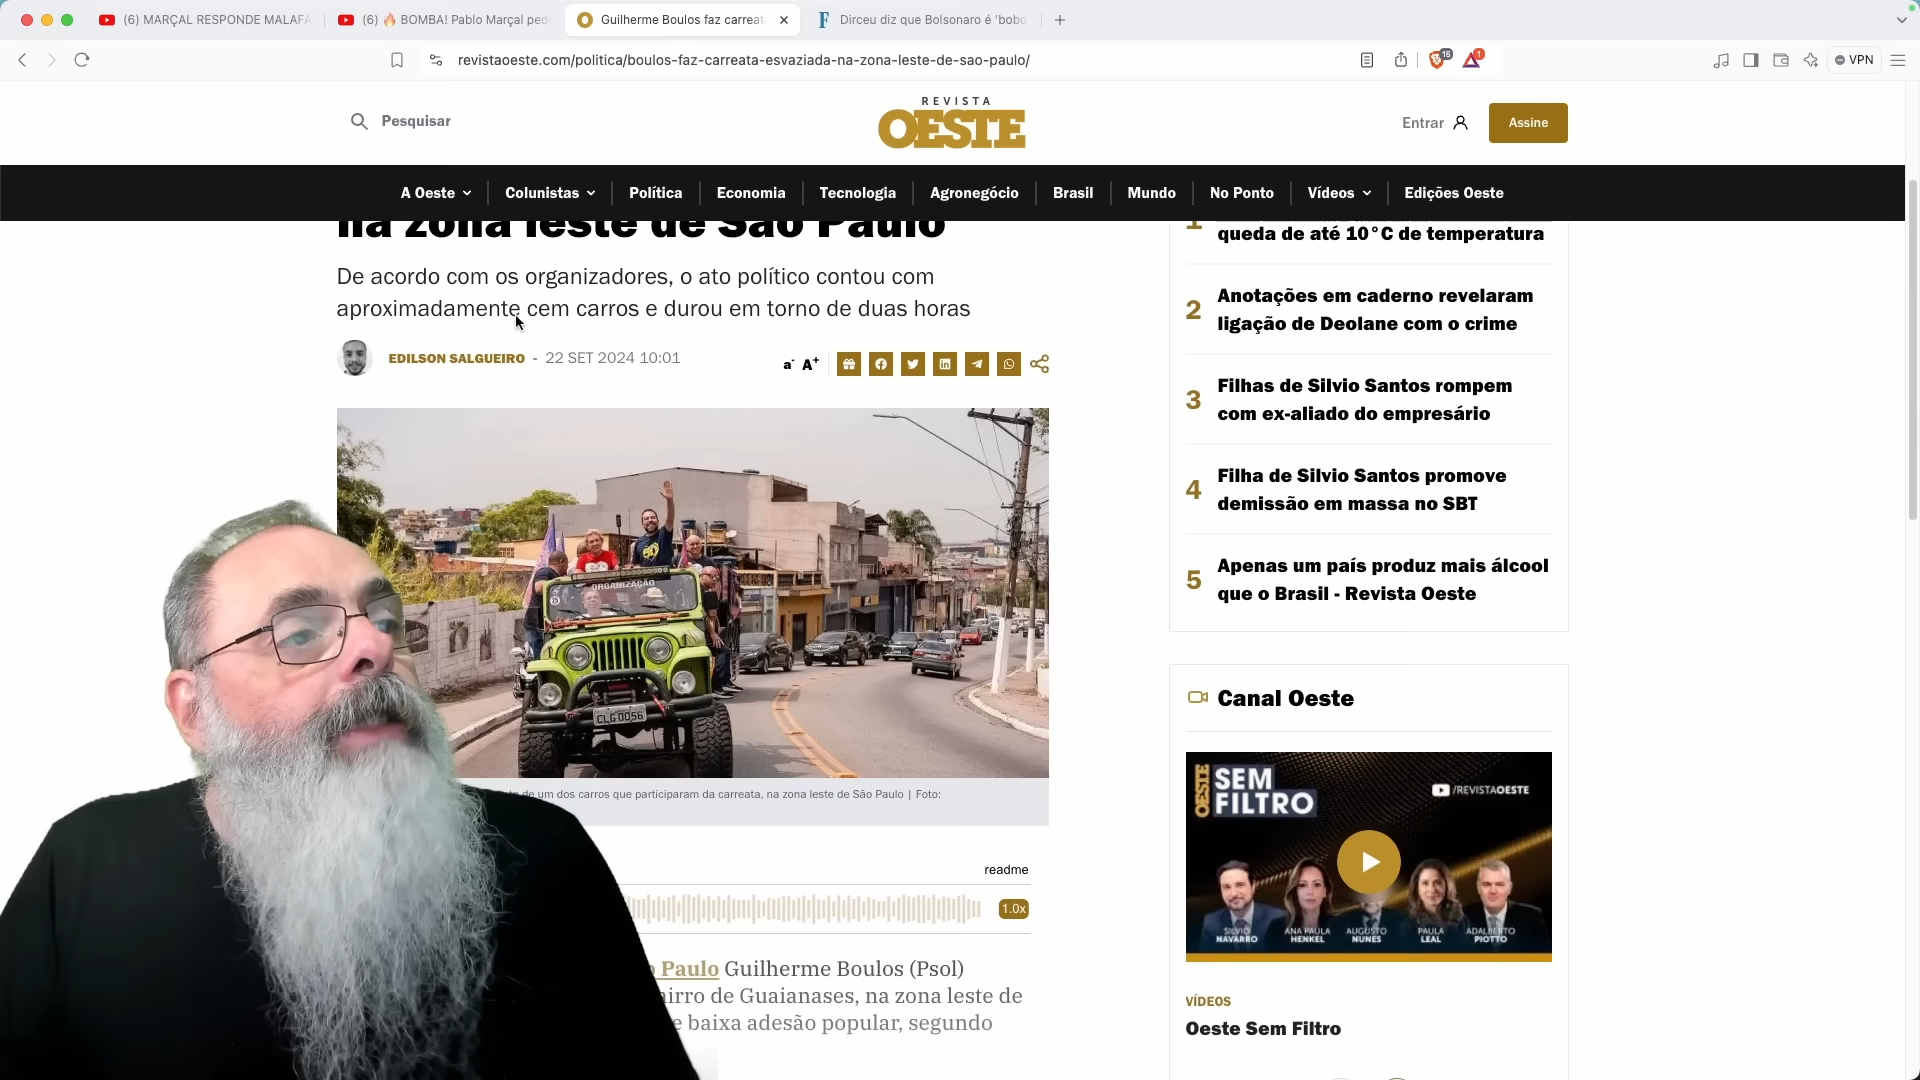 (6) MARÇAL RESPONDE MALAFA
(6) 🔥 BOMBA! Pablo Marçal ped
Guilherme Boulos faz carreat
Dirceu diz que Bolsonaro é 'bobo
revistaoeste.com/politica/boulos-faz-carreata-esvaziada-na-zona-leste-de-sao-paulo/
15
1
VPN
Pesquisar
REVISTA
OESTE
Entrar
Assine
A Oeste
Colunistas
Política
Economia
Tecnologia
Agronegócio
Brasil
Mundo
No Ponto
Vídeos
Edições Oeste
na zona leste de São Paulo
De acordo com os organizadores, o ato político contou com
aproximadamente cem carros e durou em torno de duas horas
EDILSON SALGUEIRO - 22 SET 2024 10:01
a- A+
ORGANIZAÇÃO
CLG 0056
de um dos carros que participaram da carreata, na zona leste de São Paulo | Foto:
readme
1.0x
o Paulo Guilherme Boulos (Psol)
airro de Guaianases, na zona leste de
e baixa adesão popular, segundo
1
queda de até 10°C de temperatura
2
Anotações em caderno revelaram
ligação de Deolane com o crime
3
Filhas de Silvio Santos rompem
com ex-aliado do empresário
4
Filha de Silvio Santos promove
demissão em massa no SBT
5
Apenas um país produz mais álcool
que o Brasil - Revista Oeste
Canal Oeste
OESTE
SEM
FILTRO
/REVISTAOESTE
SILVIO
NAVARRO
ANA PAULA
HENKEL
AUGUSTO
NUNES
PAULA
LEAL
ADALBERTO
PIOTTO
VÍDEOS
Oeste Sem Filtro